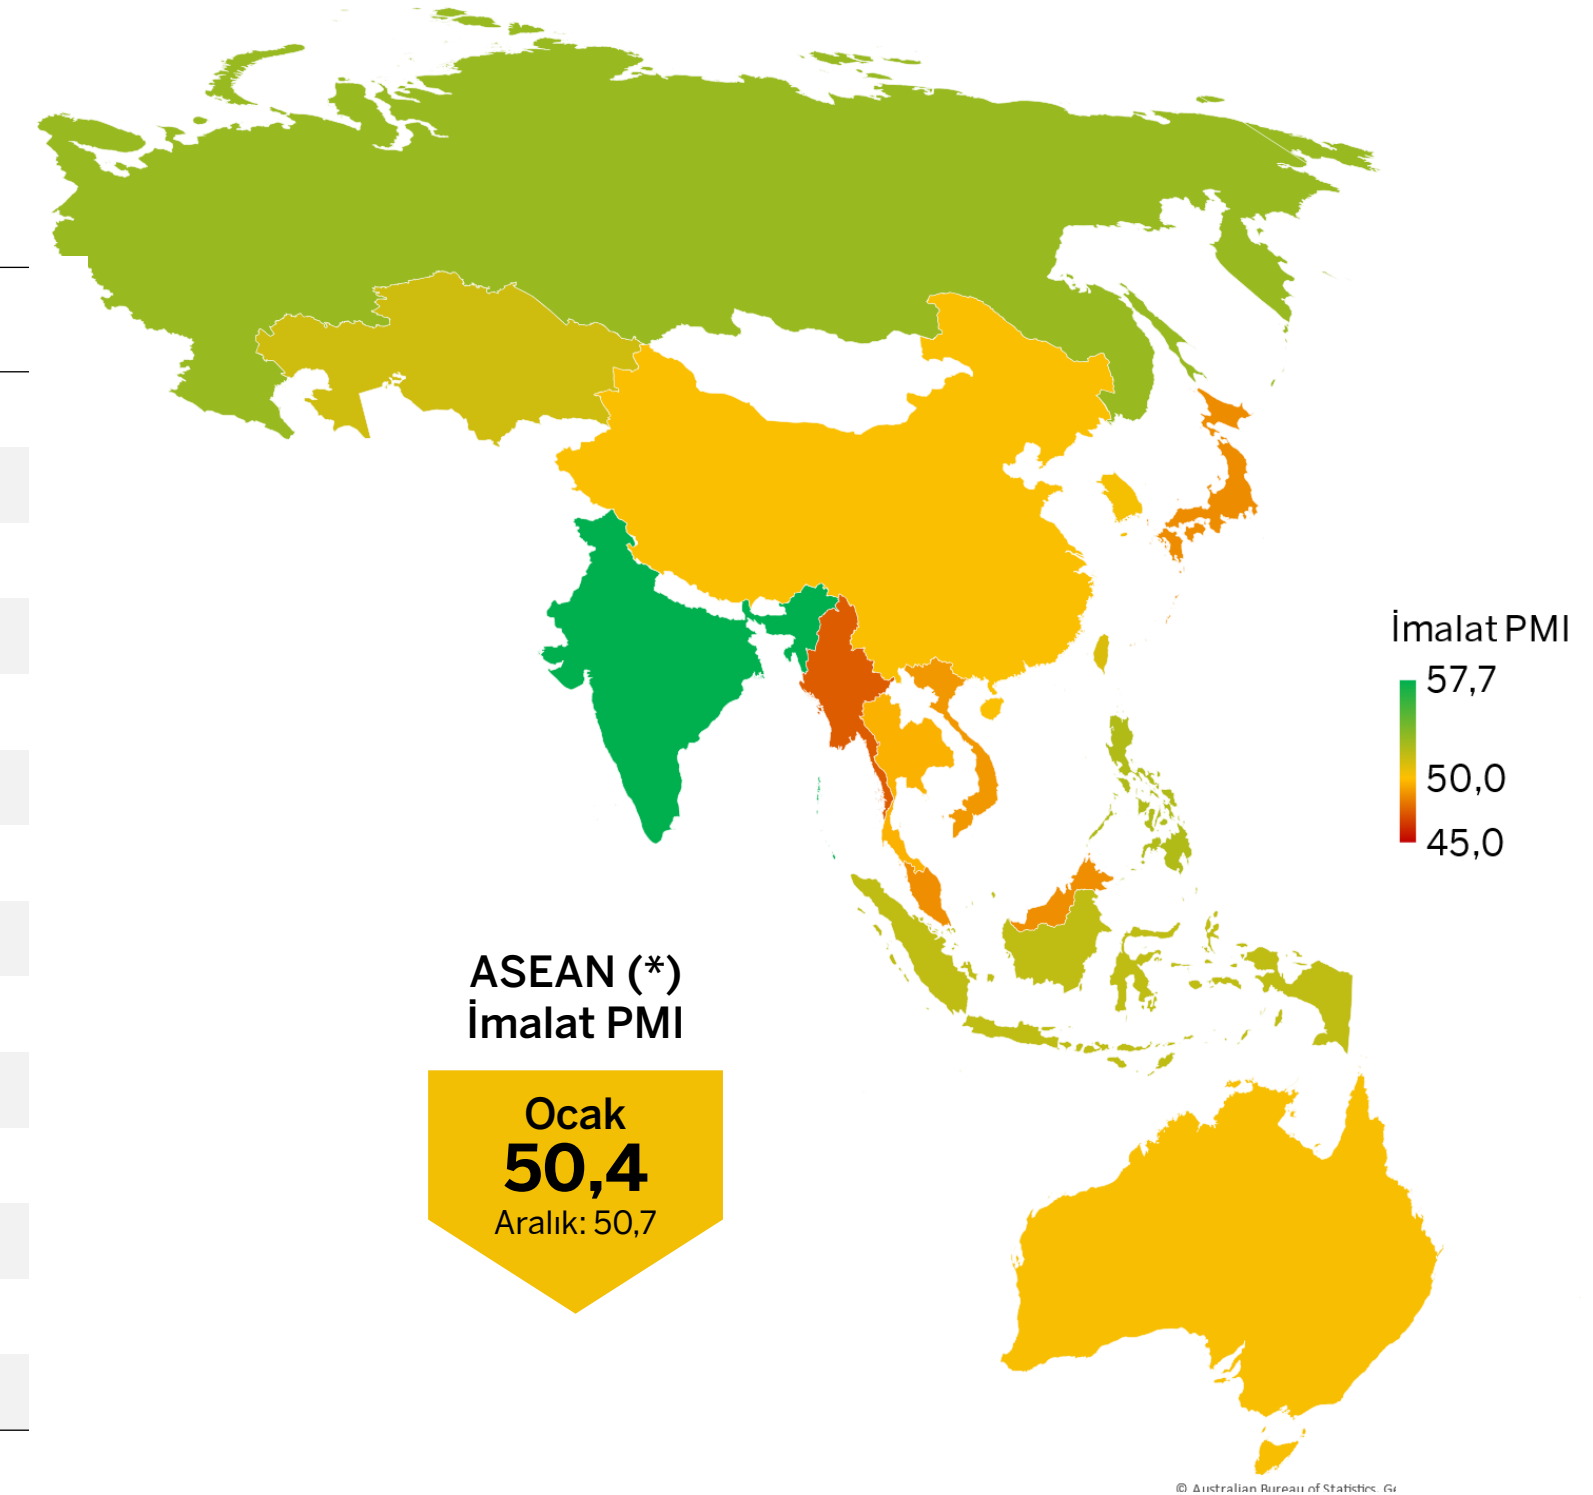 İmalat PMI
57,7
50,0
45,0
ASEAN (*)
İmalat PMI
Ocak
50,4
Aralık: 50,7
© Australian Bureau of Statistics,